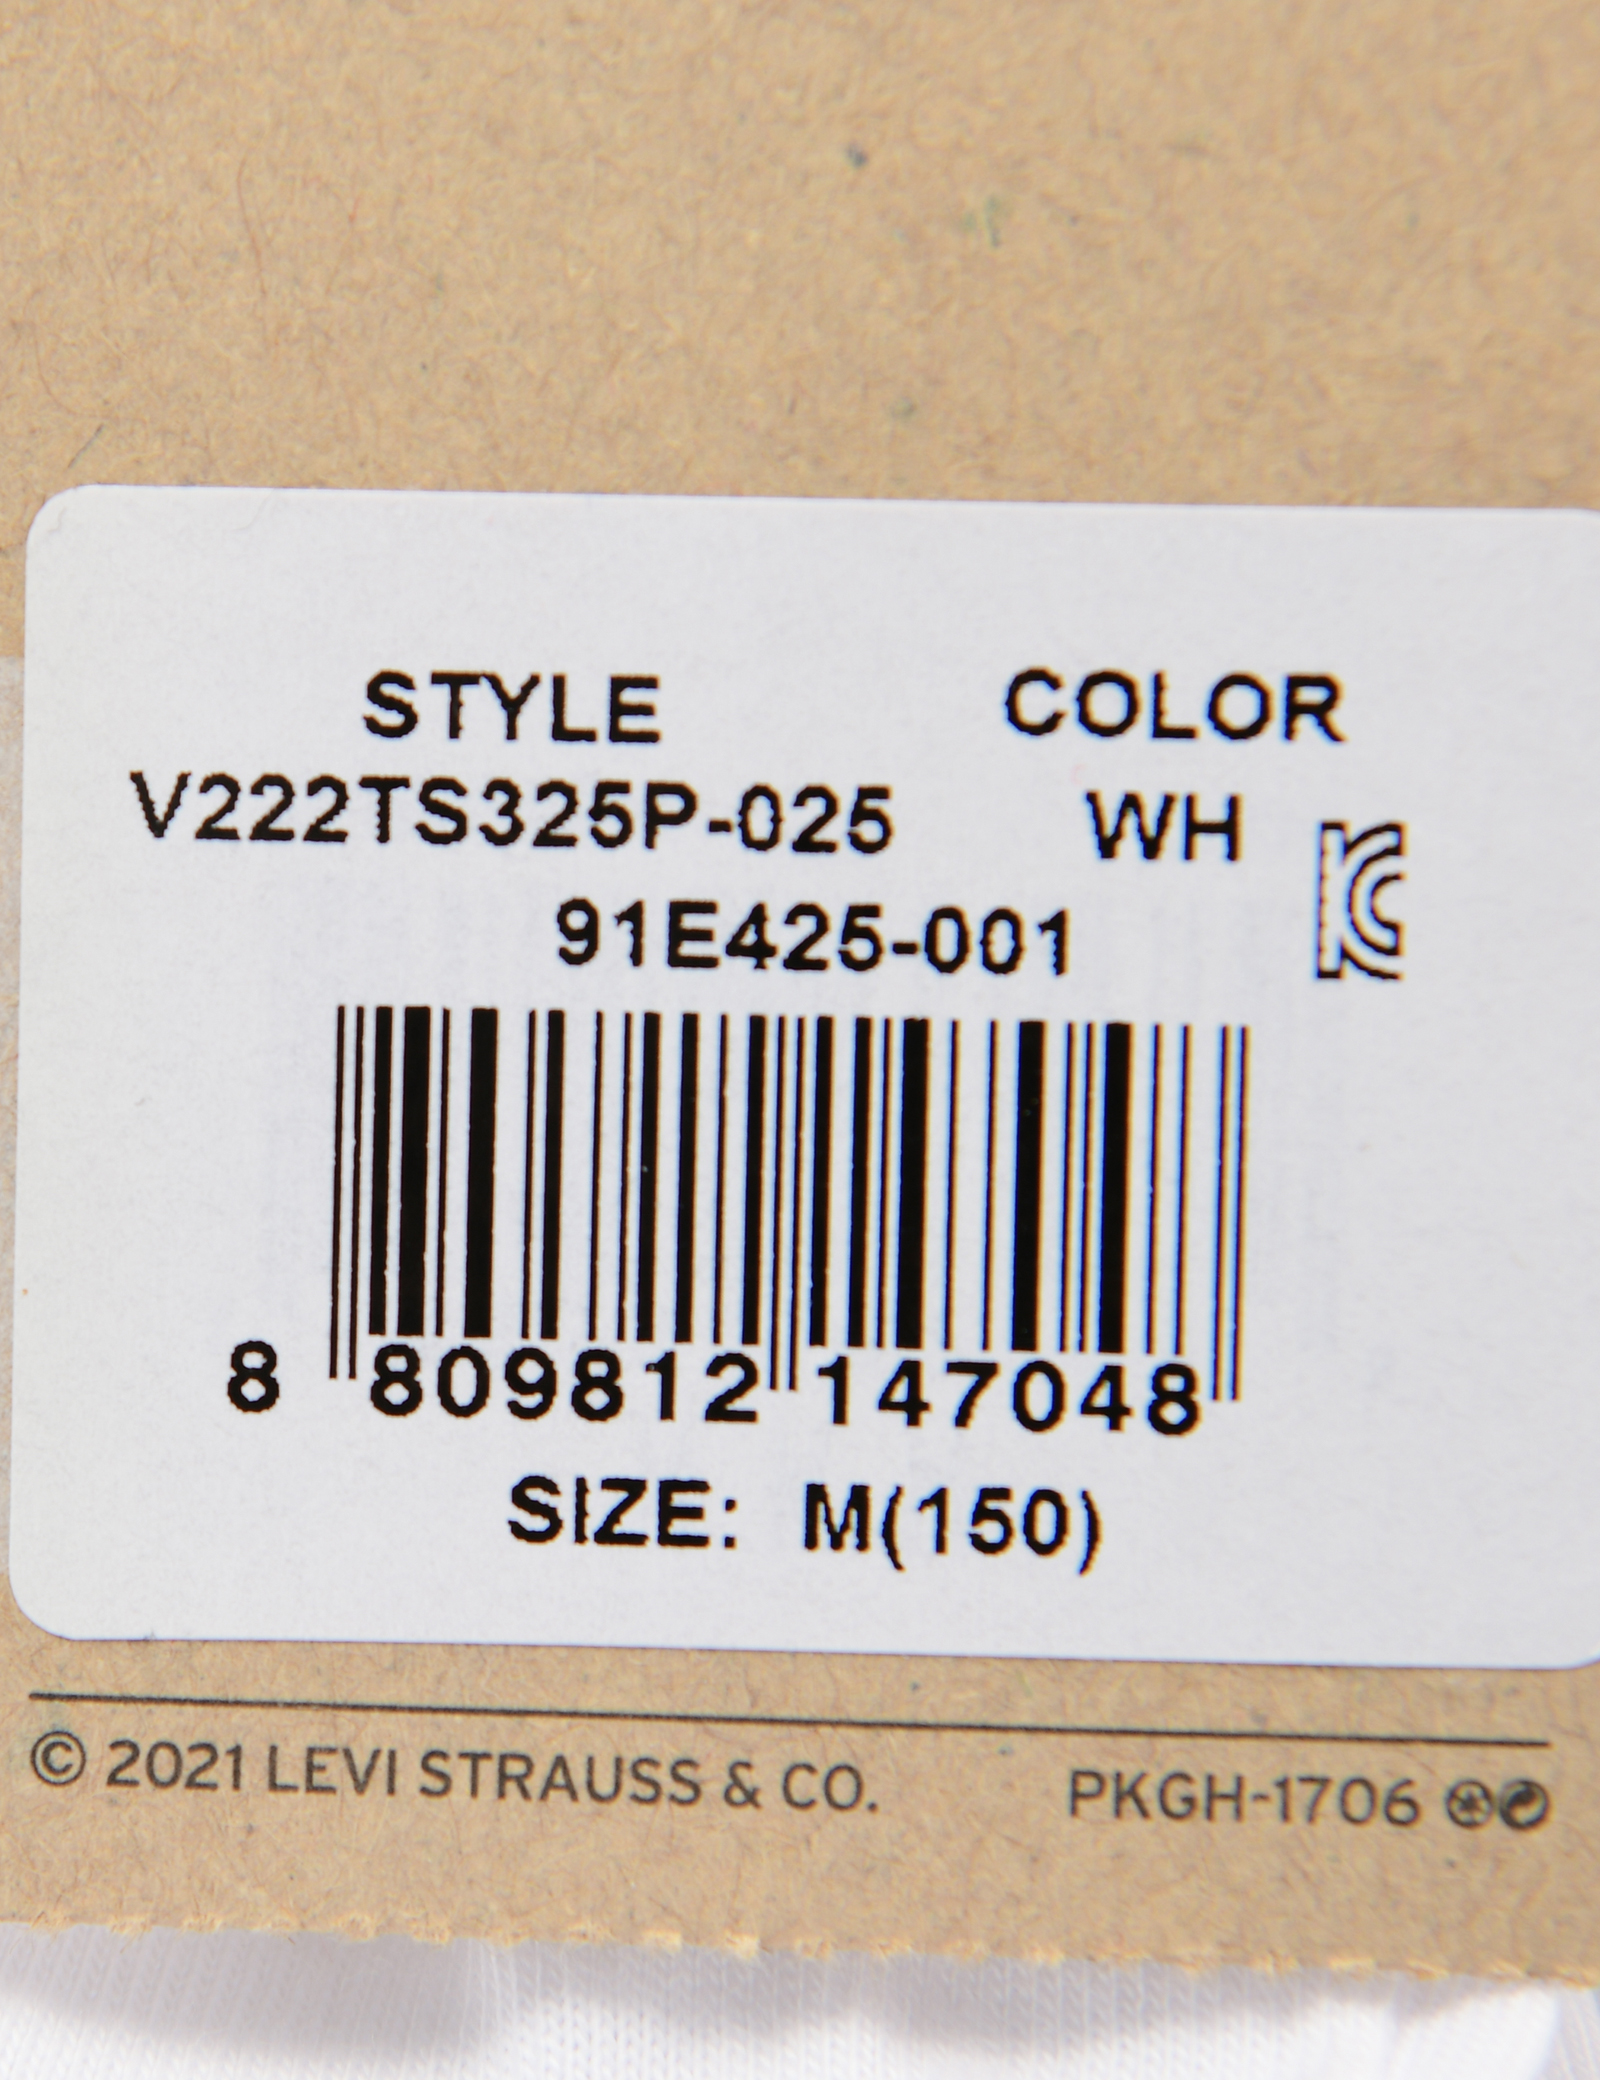 STYLE COLOR
V222TS325P-025 WH
91E425-001
8 809812 147048
SIZE: M(150)
© 2021 LEVI STRAUSS & CO. PKGH-1706